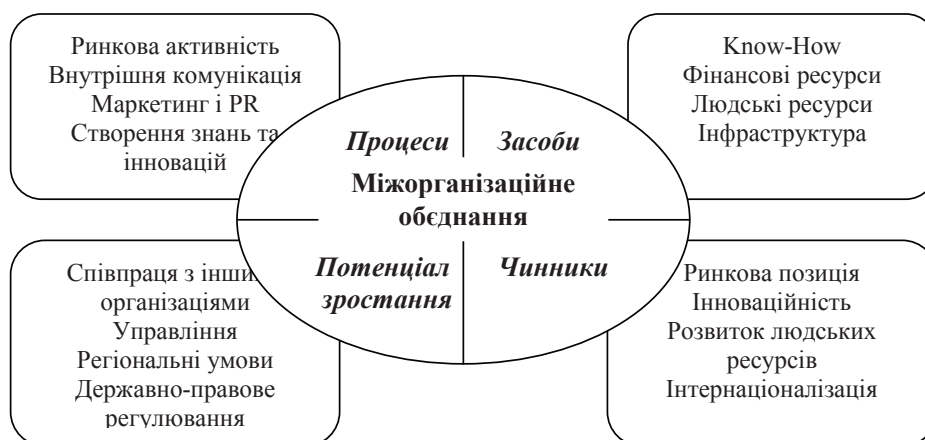 Ринкова активність
Внутрішня комунікація
Маркетинг і PR
Створення знань та
інновацій
Know-How
Фінансові ресурси
Людські ресурси
Інфраструктура
Процеси
Засоби
Міжорганізаційне
обєднання
Потенціал
зростання
Чинники
Співпраця з інши
організаціями
Управління
Регіональні умови
Державно-правове
регулювання
Ринкова позиція
Інноваційність
Розвиток людських
ресурсів
Інтернаціоналізація